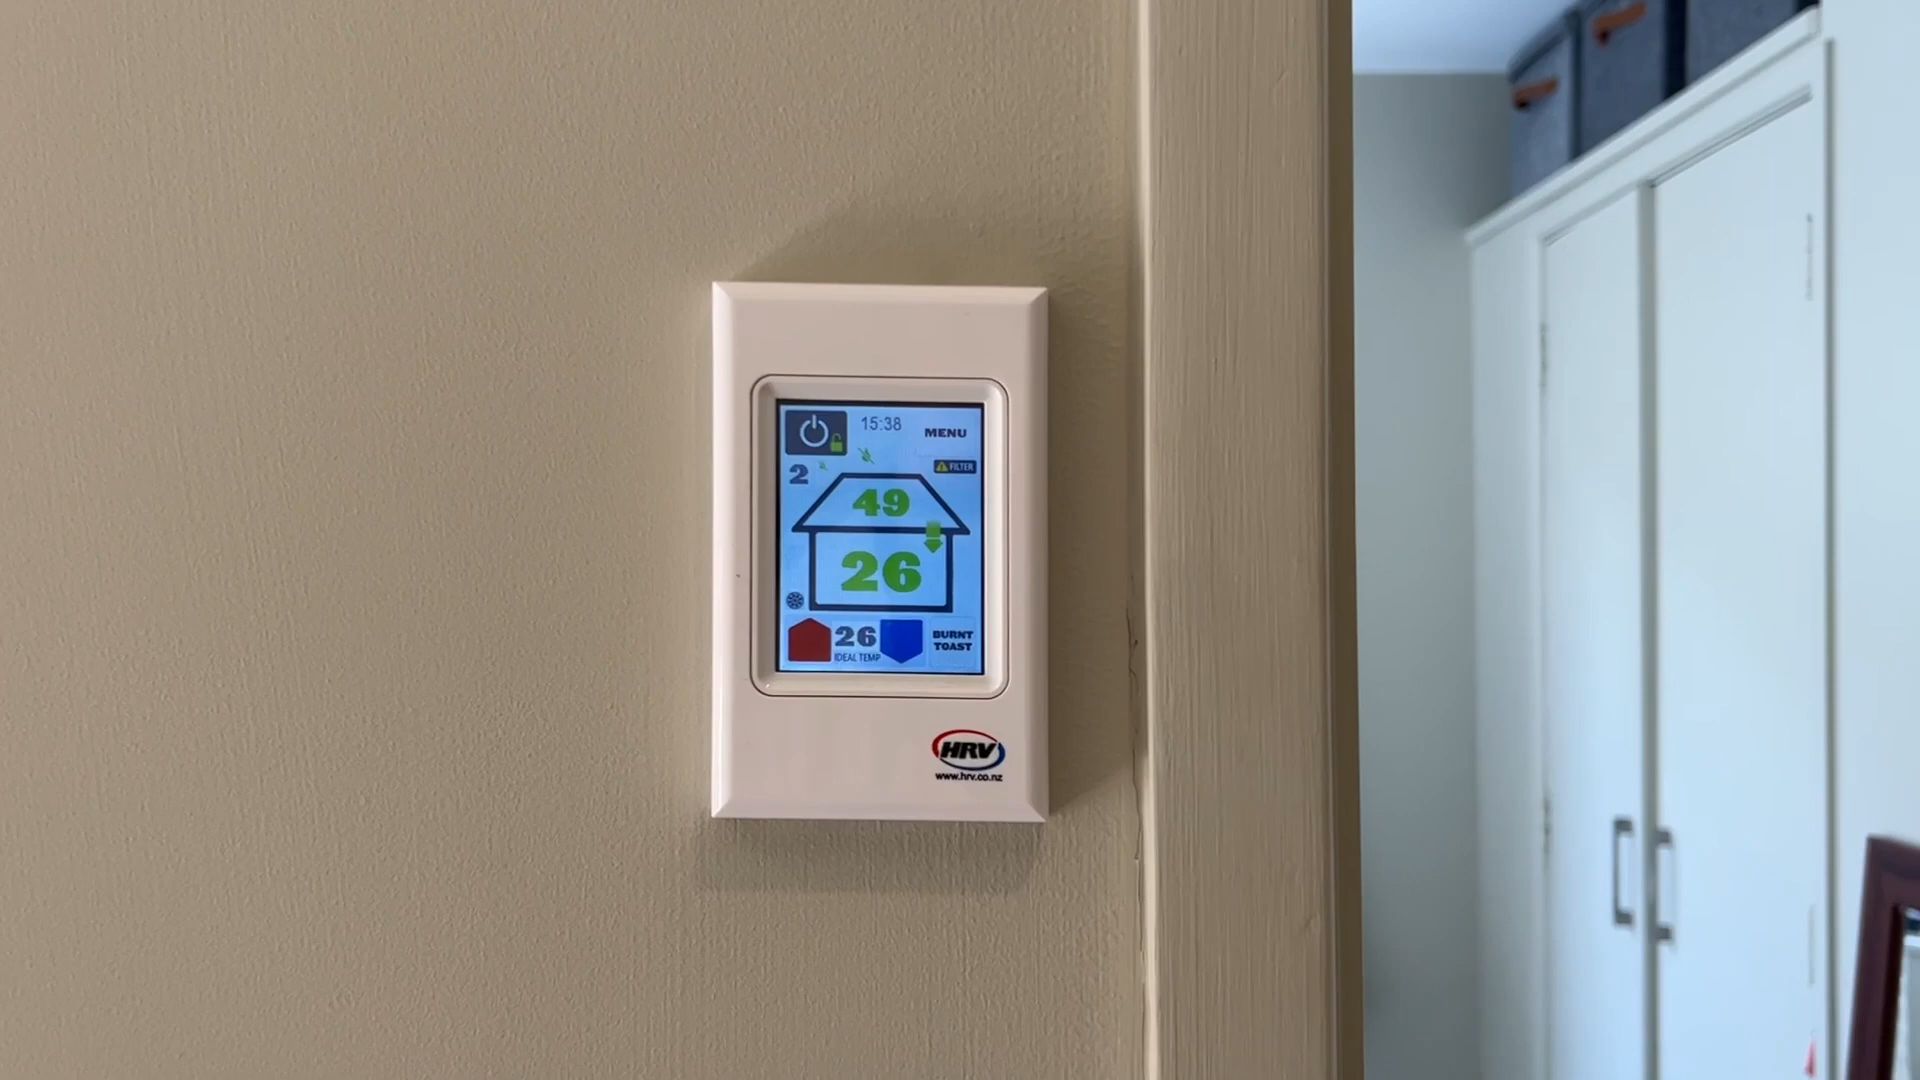 15:38
MENU
2
FILTER
49
26
26
IDEAL TEMP
BURNT
TOAST
HRV
www.hrv.co.nz